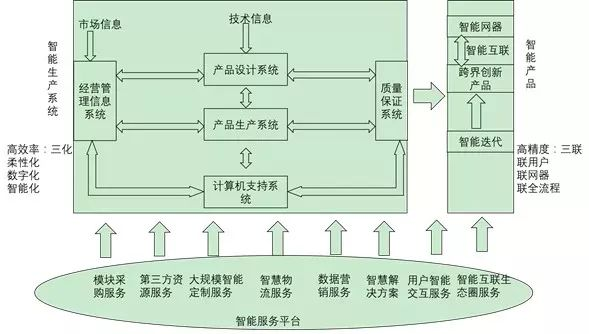 市场信息
技术信息
智能生产系统
经营管
理信息
系统
产品设计系统
产品生产系统
计算机支持系
统
质量
保证
系统
高效率：三化
柔性化
数字化
智能化
智能网器
智能互联
跨界创新
产品
智能迭代
智能产品
高精度：三联
联用户
联网器
联全流程
模块采
购服务
第三方资
源服务
大规模智能
定制服务
智慧物
流服务
数据营
销服务
智慧解
决方案
用户智能
交互服务
智能互联生
态圈服务
智能服务平台